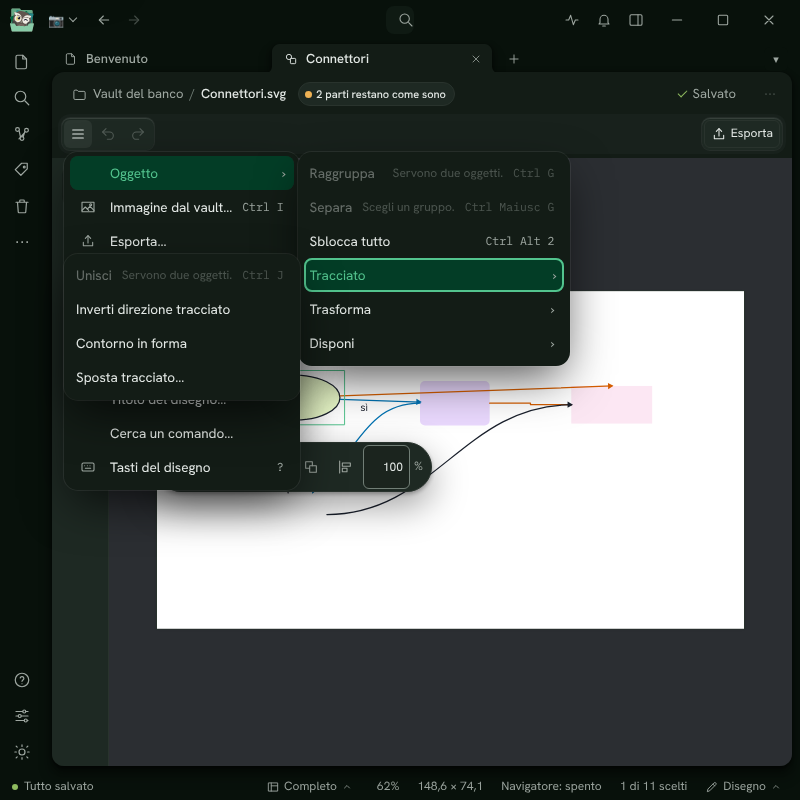 Benvenuto
Connettori
Vault del banco / Connettori.svg
2 parti restano come sono
Salvato
Esporta
Oggetto
Immagine dal vault... Ctrl I
Esporta...
Raggruppa Servono due oggetti. Ctrl G
Separa Scegli un gruppo. Ctrl Maiusc G
Sblocca tutto Ctrl Alt 2
Tracciato
Trasforma
Disponi
Unisci Servono due oggetti. Ctrl J
Inverti direzione tracciato
Contorno in forma
Sposta tracciato...
Titolo del disegno...
Cerca un comando...
Tasti del disegno ?
sì
100 %
Tutto salvato
Completo
62%
148,6 × 74,1
Navigatore: spento
1 di 11 scelti
Disegno